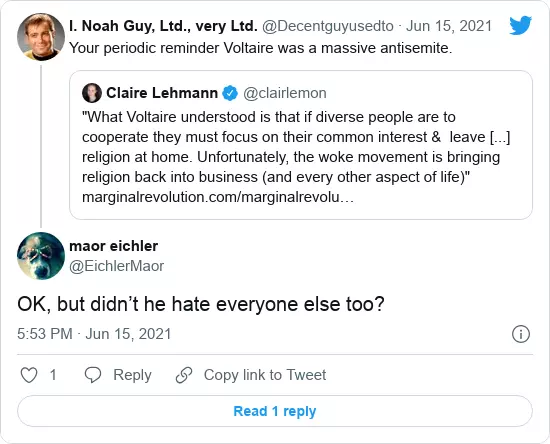 I. Noah Guy, Ltd., very Ltd. @Decentguyusedto · Jun 15, 2021
Your periodic reminder Voltaire was a massive antisemite.
Claire Lehmann @clairlemon
"What Voltaire understood is that if diverse people are to
cooperate they must focus on their common interest &  leave [...]
religion at home. Unfortunately, the woke movement is bringing
religion back into business (and every other aspect of life)"
marginalrevolution.com/marginalrevolu…
maor eichler
@EichlerMaor
OK, but didn’t he hate everyone else too?
5:53 PM · Jun 15, 2021
1 Reply Copy link to Tweet
Read 1 reply